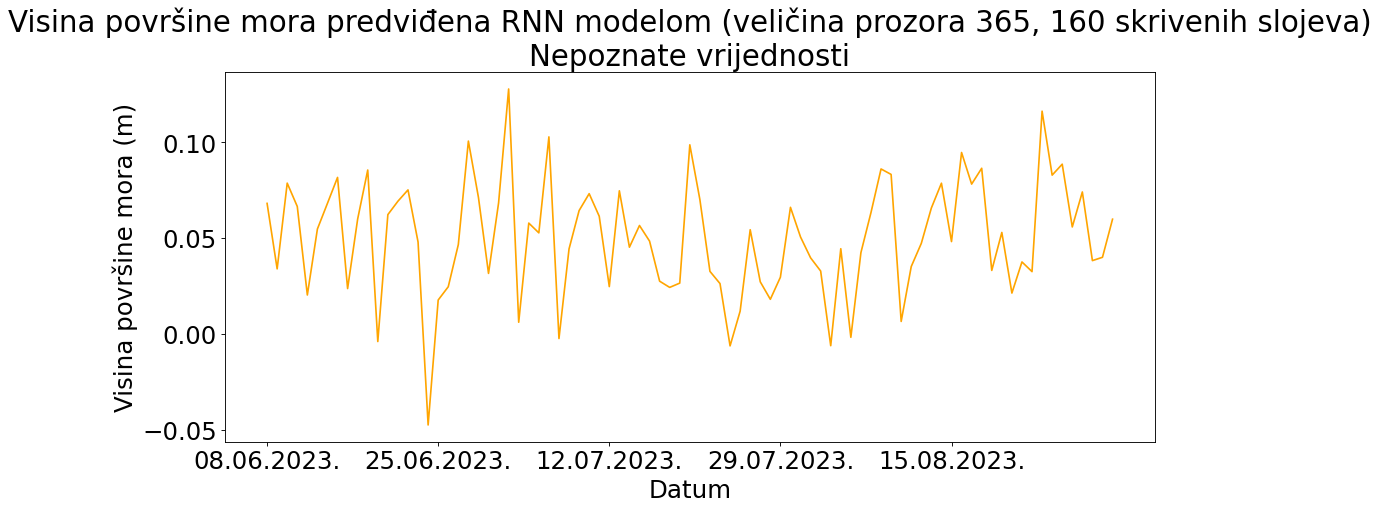 Visina površine mora predviđena RNN modelom (veličina prozora 365, 160 skrivenih slojeva)
Nepoznate vrijednosti
Visina površine mora (m)
0.10
0.05
0.00
−0.05
08.06.2023. 25.06.2023. 12.07.2023. 29.07.2023. 15.08.2023.
Datum